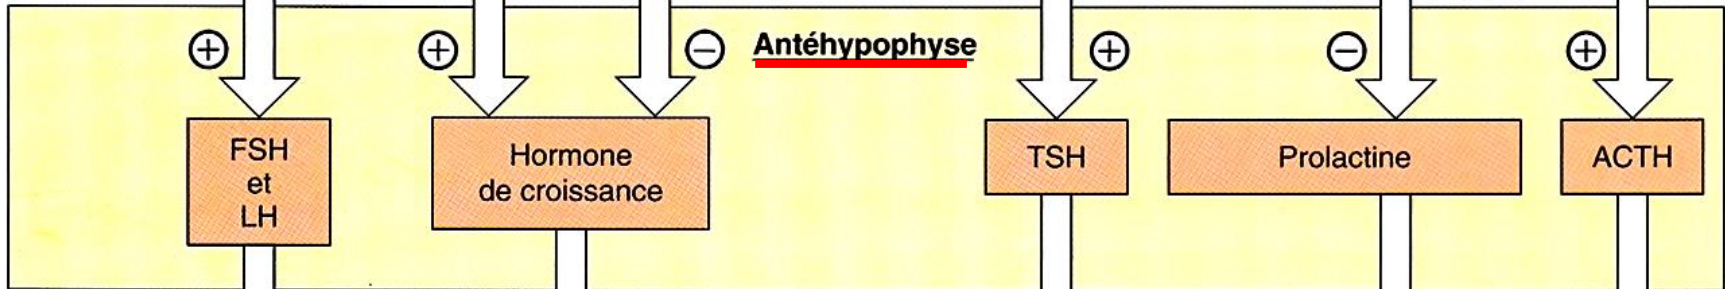 +
+
−
Antéhypophyse
+
−
+
FSH
et
LH
Hormone
de croissance
TSH
Prolactine
ACTH